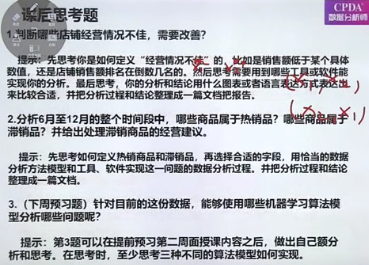 课后思考题
CPDA
数据分析师
1.判断哪些店铺经营情况不佳，需要改善？
提示：先思考你是如何定义“经营情况不佳”的，比如是销售额低于某个具体
数值，还是店铺销售额排名在倒数几名的。然后思考需要用到哪些工具或软件能
实现你的分析。最后思考，你的分析和结论用什么图表或者语言表达方式表达出
来比较合适，并把分析过程和结论整理成一篇文档把报告。
2.分析6月至12月的整个时间段中，哪些商品属于热销品？哪些商品属于
滞销品？并给出处理滞销商品的经营建议。
提示：先思考如何定义热销商品和滞销品，再选择合适的字段，用恰当的数据
分析方法模型和工具、软件实现这一问题的数据分析过程，并把分析过程和结论
整理成一篇文档。
3.（下周预习题）针对目前的这份数据，能够使用哪些机器学习算法模
型分析哪些问题呢？
提示：第3题可以在提前预习第二周面授课内容之后，做出自己额分
析和思考。在思考时，至少思考三种不同的算法模型如何实现。